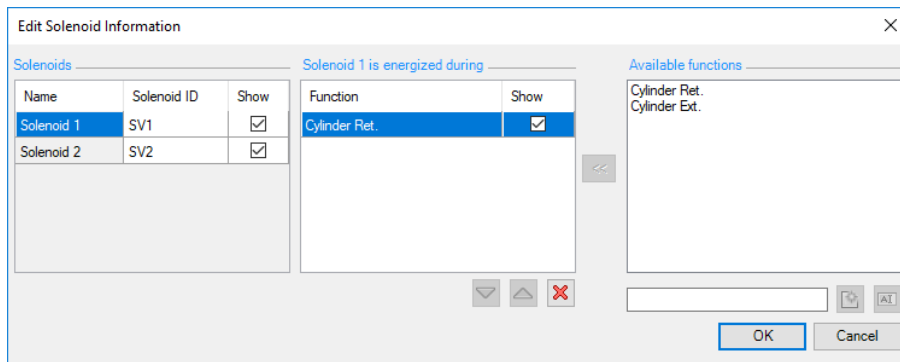 Edit Solenoid Information
Solenoids
Name Solenoid ID Show
Solenoid 1 SV1
Solenoid 2 SV2
Solenoid 1 is energized during
Function Show
Cylinder Ret.
Available functions
Cylinder Ret.
Cylinder Ext.
<<
AI
OK Cancel